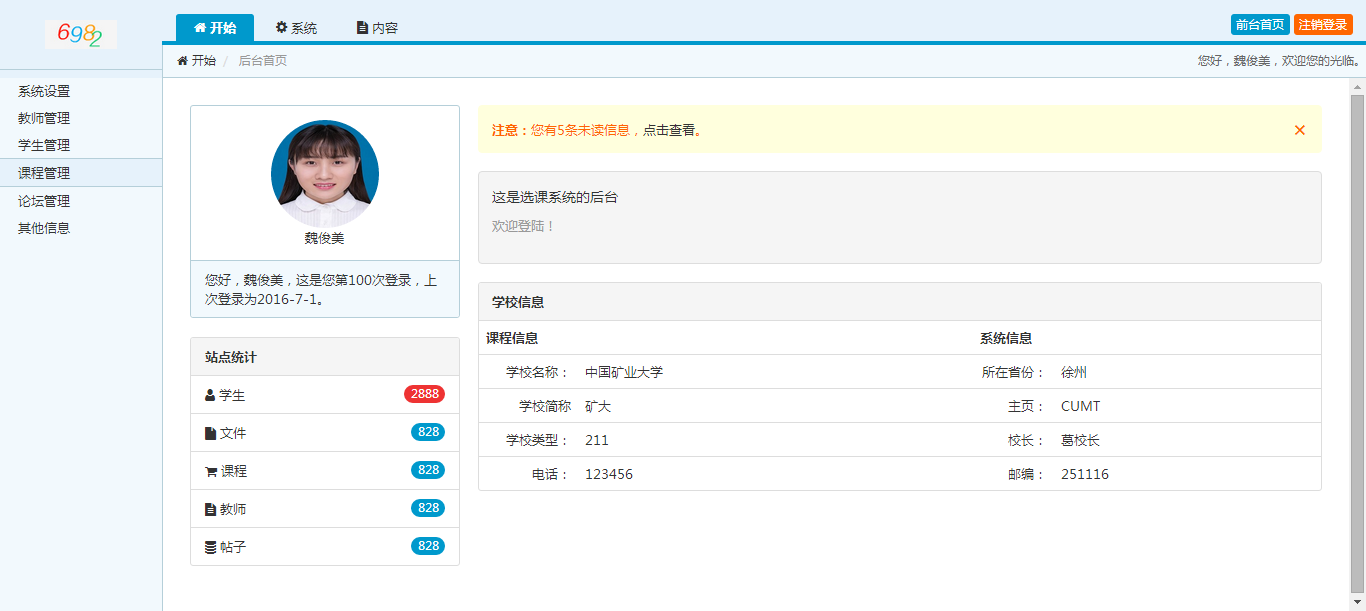 6982
开始
系统
内容
前台首页
注销登录
开始 / 后台首页
您好，魏俊美，欢迎您的光临。
系统设置
教师管理
学生管理
课程管理
论坛管理
其他信息
魏俊美
您好，魏俊美，这是您第100次登录，上
次登录为2016-7-1。
站点统计
学生 2888
文件 828
课程 828
教师 828
帖子 828
注意：您有5条未读信息，点击查看。
这是选课系统的后台
欢迎登陆！
学校信息
课程信息 系统信息
学校名称： 中国矿业大学 所在省份： 徐州
学校简称 矿大 主页： CUMT
学校类型： 211 校长： 葛校长
电话： 123456 邮编： 251116